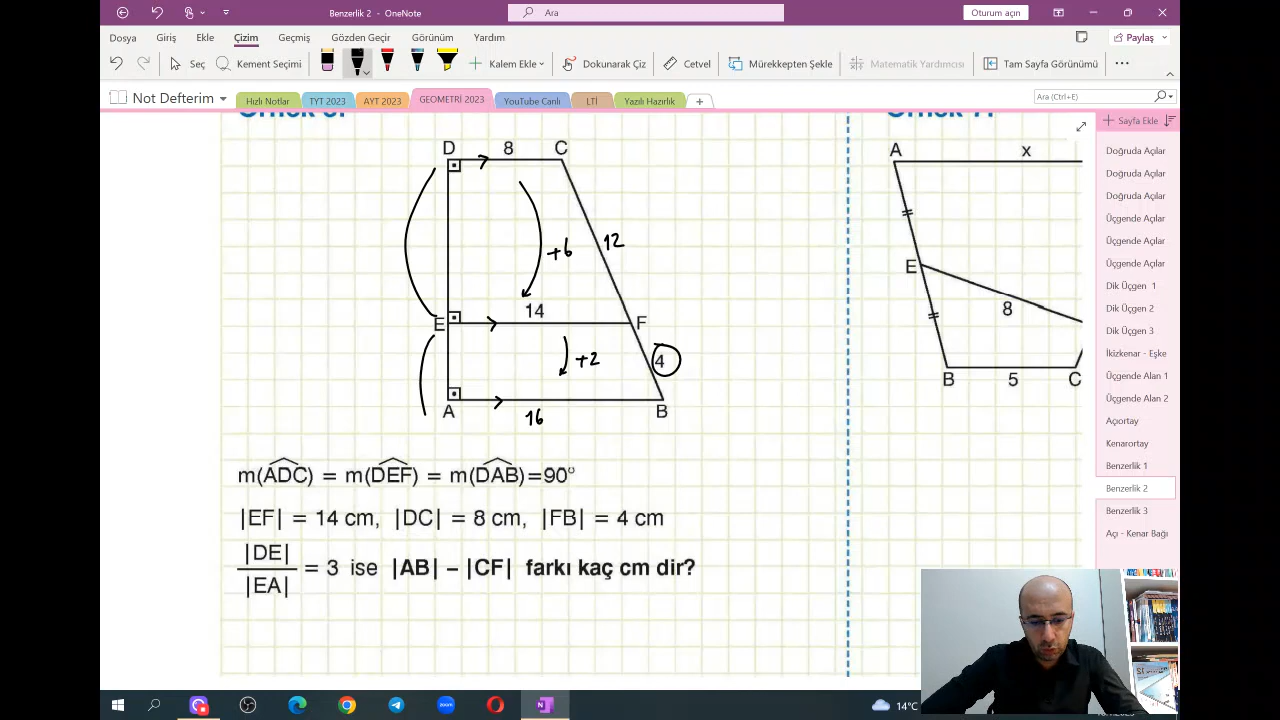 Benzerlik 2 - OneNote
Ara
Oturum açın
Dosya Giriş Ekle Çizim Geçmiş Gözden Geçir Görünüm Yardım
Paylaş
Seç Kement Seçimi Kalem Ekle Dokunarak Çiz Cetvel Mürekkepten Şekle Matematik Yardımcısı Tam Sayfa Görünümü
Not Defterim
Hızlı Notlar TYT 2023 AYT 2023 GEOMETRİ 2023 YouTube Canlı LTİ Yazılı Hazırlık
Ara (Ctrl+E)
Sayfa Ekle
Doğruda Açılar
Doğruda Açılar
Doğruda Açılar
Üçgende Açılar
Üçgende Açılar
Üçgende Açılar
Dik Üçgen 1
Dik Üçgen 2
Dik Üçgen 3
İkizkenar - Eşke
Üçgende Alan 1
Üçgende Alan 2
Açıortay
Kenarortay
Benzerlik 1
Benzerlik 2
Benzerlik 3
Açı - Kenar Bağı
D 8 C
+6 12
14
E F
+2 4
A 16 B
m(ADC) = m(DEF) = m(DAB)=90°
|EF| = 14 cm, |DC| = 8 cm, |FB| = 4 cm
|DE|
|EA| = 3 ise |AB| – |CF| farkı kaç cm dir?
A x
E
8
B 5 C
14°C